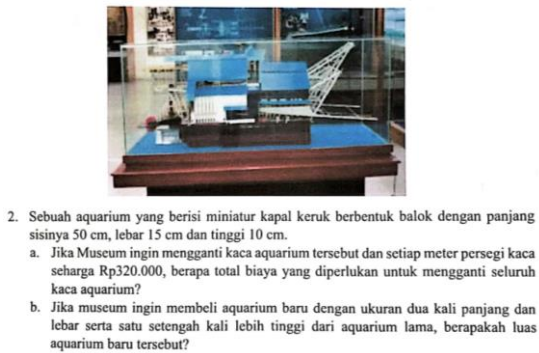 2. Sebuah aquarium yang berisi miniatur kapal keruk berbentuk balok dengan panjang
sisinya 50 cm, lebar 15 cm dan tinggi 10 cm.
a. Jika Museum ingin mengganti kaca aquarium tersebut dan setiap meter persegi kaca
seharga Rp320.000, berapa total biaya yang diperlukan untuk mengganti seluruh
kaca aquarium?
b. Jika museum ingin membeli aquarium baru dengan ukuran dua kali panjang dan
lebar serta satu setengah kali lebih tinggi dari aquarium lama, berapakah luas
aquarium baru tersebut?